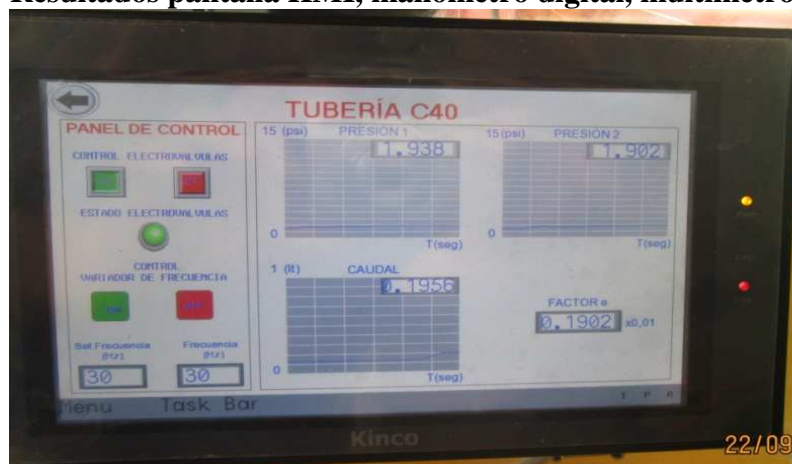 Resultados pantalla HMI, manómetro digital, multímetro
TUBERÍA C40
PANEL DE CONTROL
CONTROL ELECTROVALVULAS
ESTADO ELECTROVALVULAS
CONTROL
VARIADOR DE FRECUENCIA
Set Frecuencia
(Hz)
Frecuencia
(Hz)
30
30
15 (psi) PRESIÓN 1
1.938
0
T(seg)
15 (psi) PRESIÓN 2
1.902
0
T(seg)
1 (lt) CAUDAL
0.1956
0
T(seg)
FACTOR e
0.1902 x0,01
Menu Task Bar
T P A
Kinco
22/09